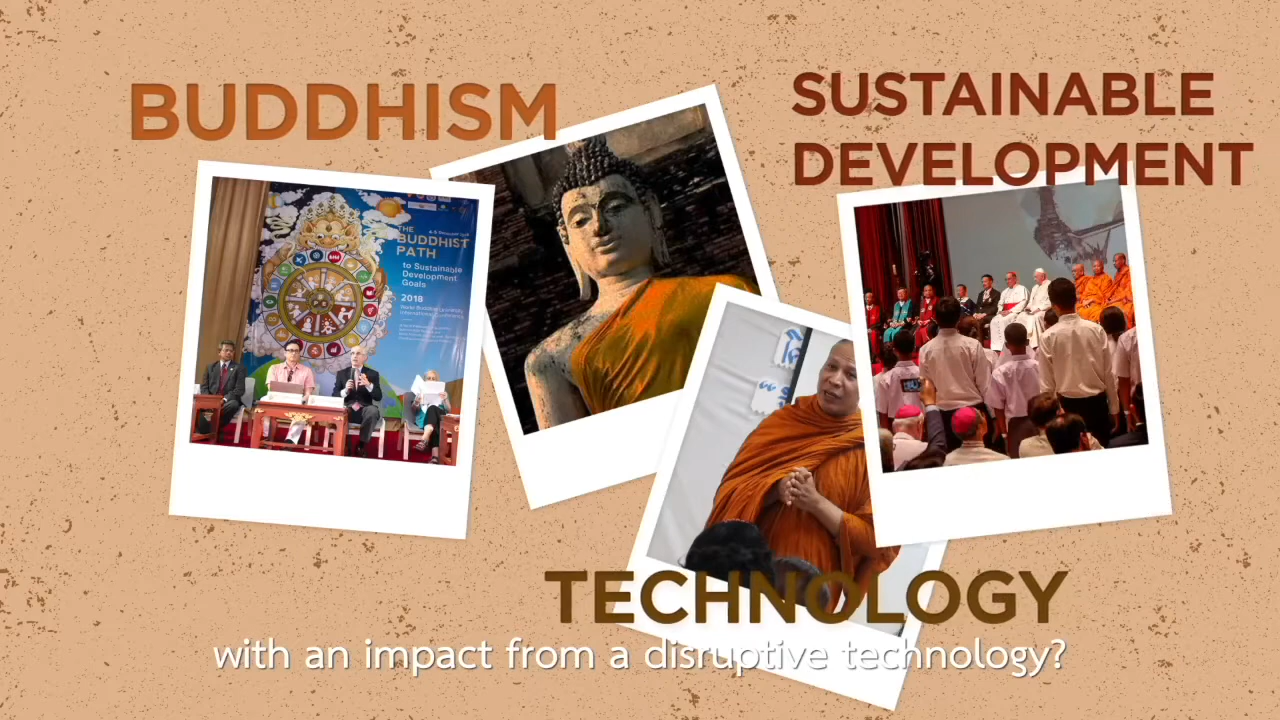 BUDDHISM
SUSTAINABLE
DEVELOPMENT
THE
BUDDHIST
PATH
to Sustainable
Development
Goals
2018
TECHNOLOGY
with an impact from a disruptive technology?